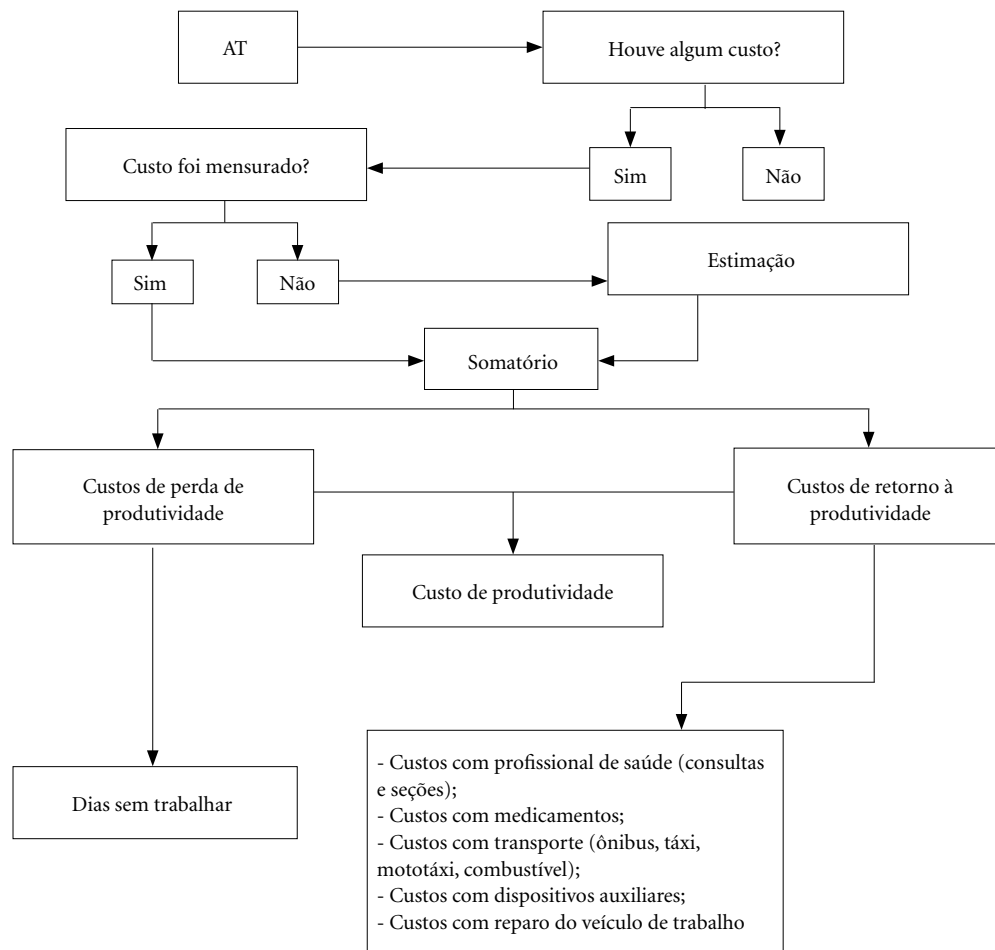 AT
Houve algum custo?
Custo foi mensurado?
Sim
Não
Sim
Não
Estimação
Somatório
Custos de perda de
produtividade
Custos de retorno à
produtividade
Custo de produtividade
Dias sem trabalhar
- Custos com profissional de saúde (consultas
e seções);
- Custos com medicamentos;
- Custos com transporte (ônibus, táxi,
mototáxi, combustível);
- Custos com dispositivos auxiliares;
- Custos com reparo do veículo de trabalho